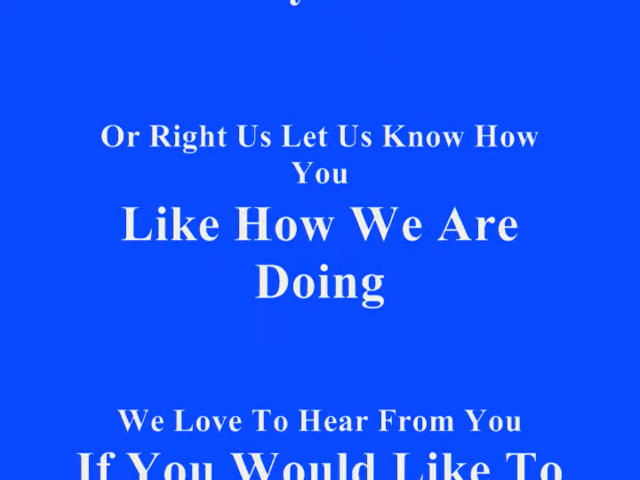 Or Right Us Let Us Know How
You
Like How We Are
Doing
We Love To Hear From You
If You Would Like To